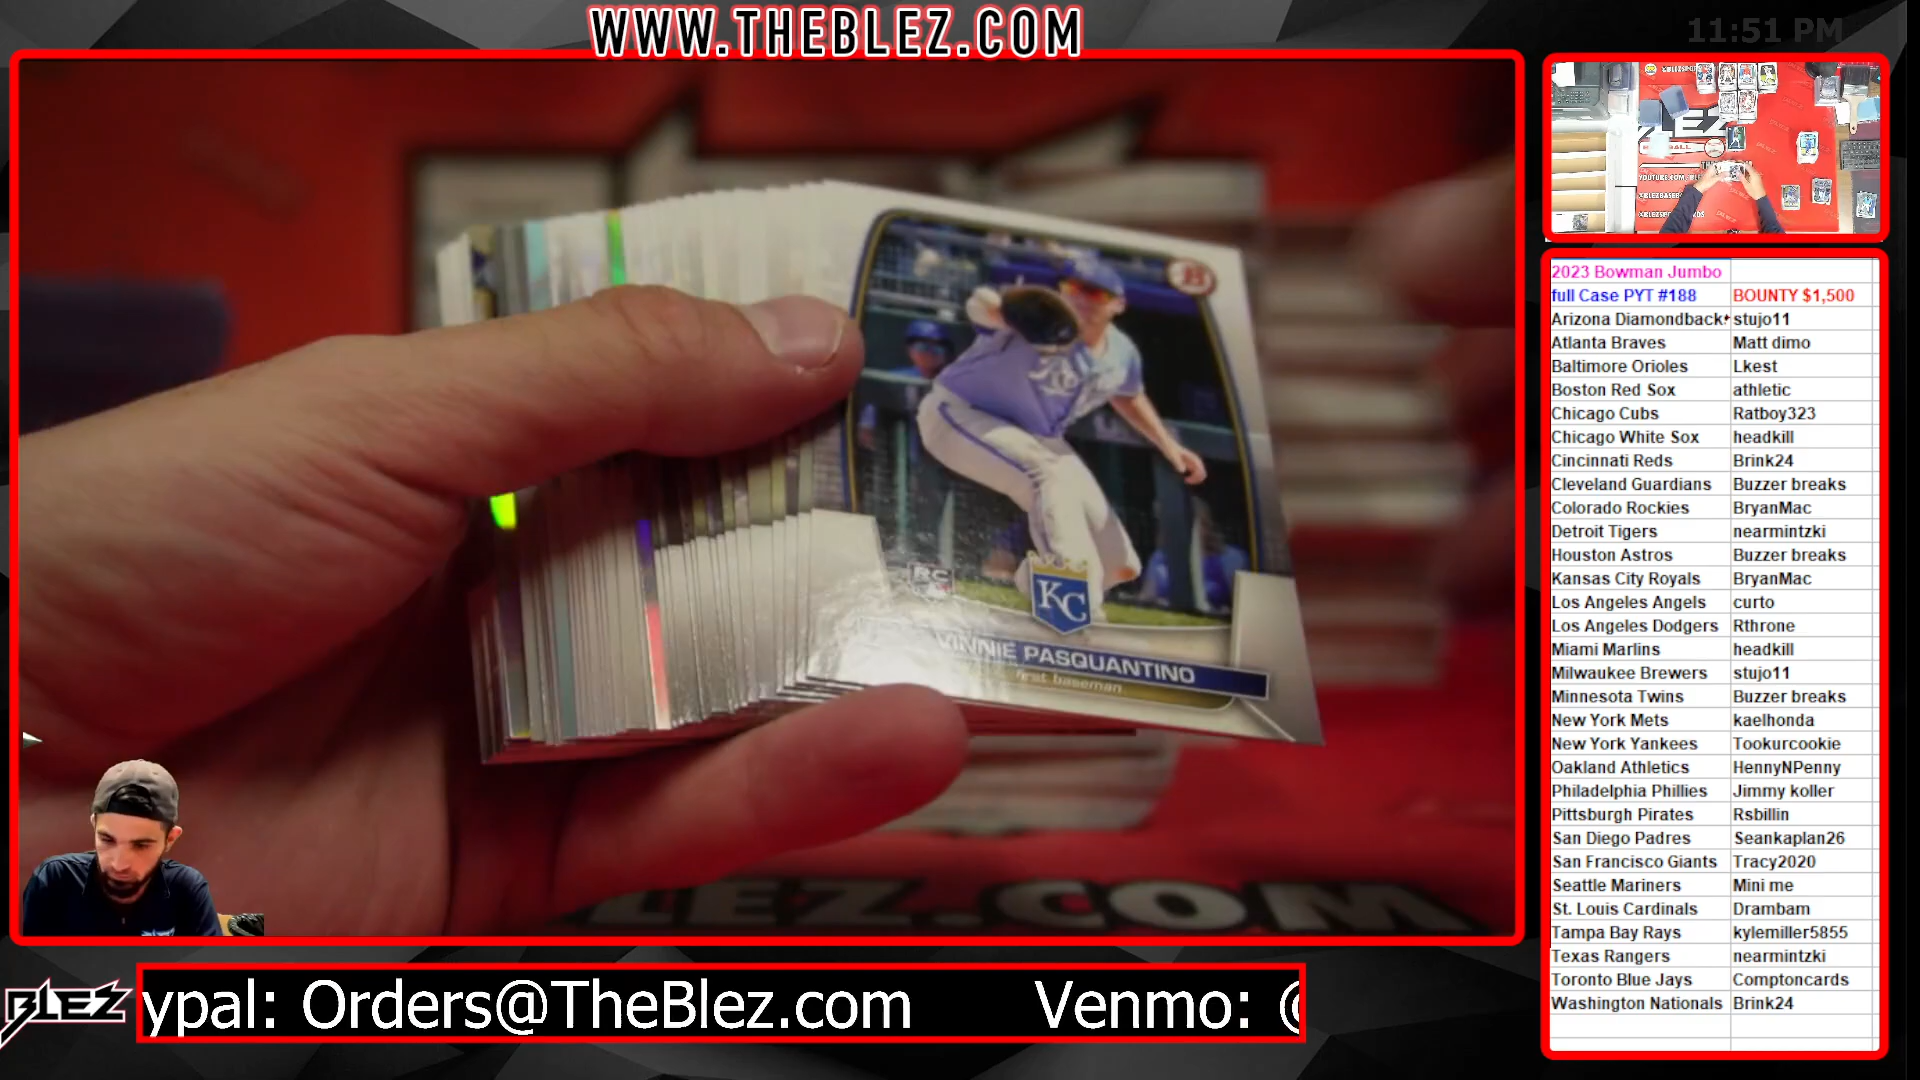 WWW.THEBLEZ.COM
11:51 PM
B
RC
KC
VINNIE PASQUANTINO
first baseman
LEZ.COM
BLEZ
ypal: Orders@TheBlez.com Venmo: @
2023 Bowman Jumbo
full Case PYT #188 BOUNTY $1,500
Arizona Diamondback stujo11
Atlanta Braves Matt dimo
Baltimore Orioles Lkest
Boston Red Sox athletic
Chicago Cubs Ratboy323
Chicago White Sox headkill
Cincinnati Reds Brink24
Cleveland Guardians Buzzer breaks
Colorado Rockies BryanMac
Detroit Tigers nearmintzki
Houston Astros Buzzer breaks
Kansas City Royals BryanMac
Los Angeles Angels curto
Los Angeles Dodgers Rthrone
Miami Marlins headkill
Milwaukee Brewers stujo11
Minnesota Twins Buzzer breaks
New York Mets kaelhonda
New York Yankees Tookurcookie
Oakland Athletics HennyNPenny
Philadelphia Phillies Jimmy koller
Pittsburgh Pirates Rsbillin
San Diego Padres Seankaplan26
San Francisco Giants Tracy2020
Seattle Mariners Mini me
St. Louis Cardinals Drambam
Tampa Bay Rays kylemiller5855
Texas Rangers nearmintzki
Toronto Blue Jays Comptoncards
Washington Nationals Brink24